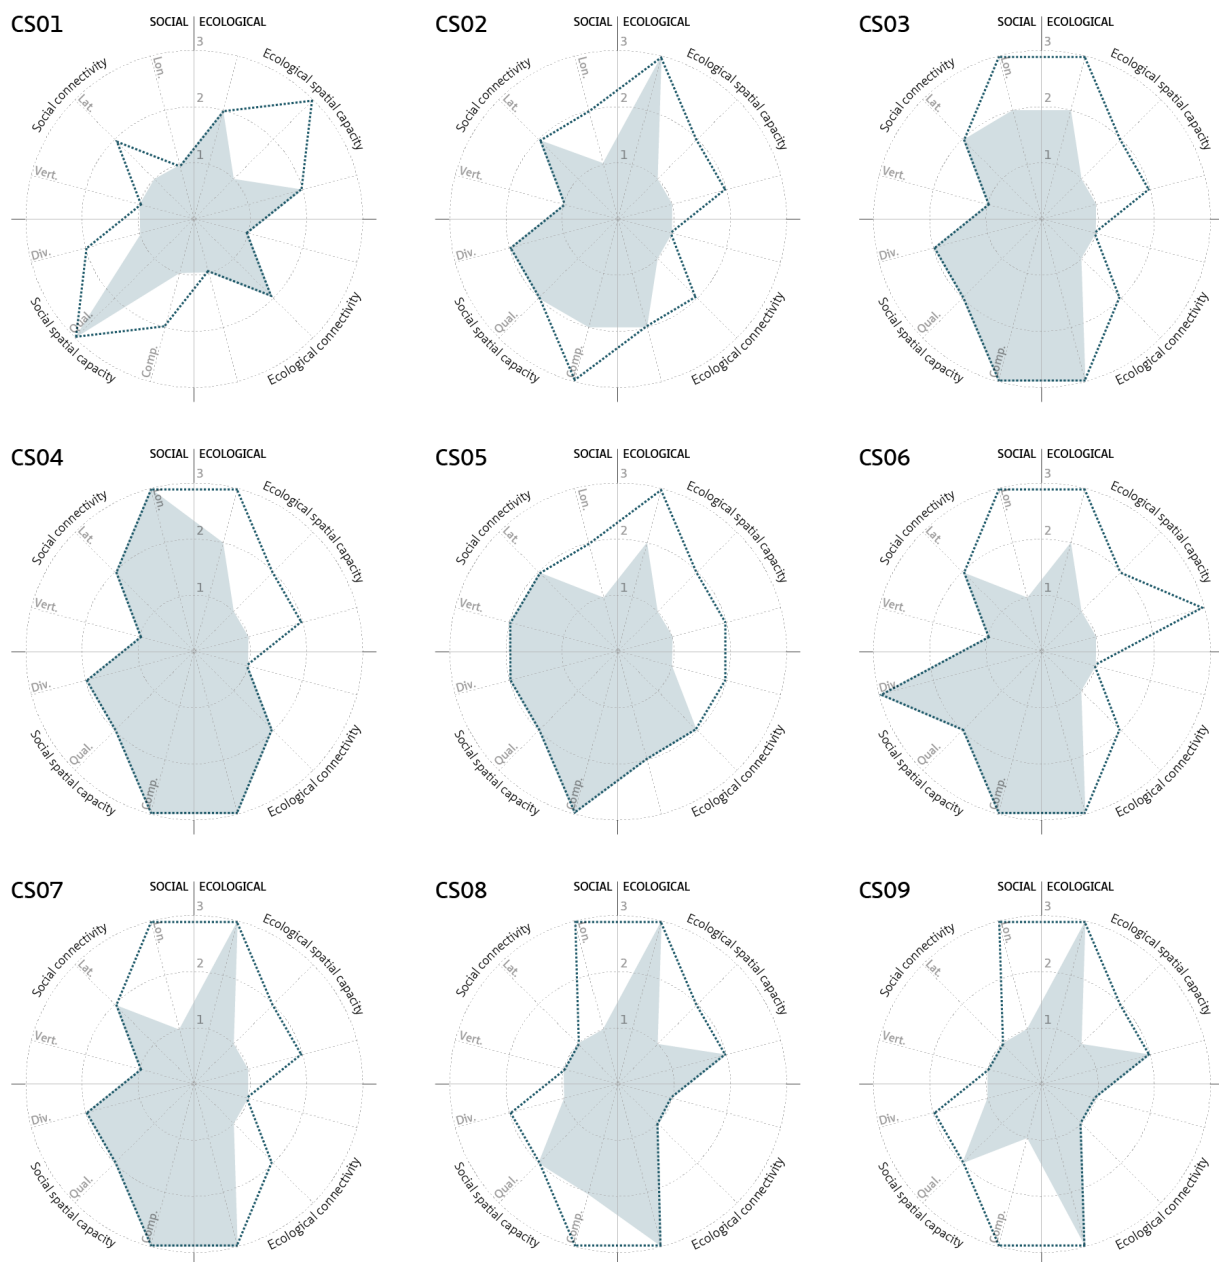 CS01
SOCIAL ECOLOGICAL
3
2
1
Social connectivity
Ecological spatial capacity
Lon.
Lat.
Vert.
Div.
Qual.
Comp.
Social spatial capacity
Ecological connectivity
CS02
SOCIAL ECOLOGICAL
3
2
1
Social connectivity
Ecological spatial capacity
Lon.
Lat.
Vert.
Div.
Qual.
Comp.
Social spatial capacity
Ecological connectivity
CS03
SOCIAL ECOLOGICAL
3
2
1
Social connectivity
Ecological spatial capacity
Lon.
Lat.
Vert.
Div.
Qual.
Comp.
Social spatial capacity
Ecological connectivity
CS04
SOCIAL ECOLOGICAL
3
2
1
Social connectivity
Ecological spatial capacity
Lon.
Lat.
Vert.
Div.
Qual.
Comp.
Social spatial capacity
Ecological connectivity
CS05
SOCIAL ECOLOGICAL
3
2
1
Social connectivity
Ecological spatial capacity
Lon.
Lat.
Vert.
Div.
Qual.
Comp.
Social spatial capacity
Ecological connectivity
CS06
SOCIAL ECOLOGICAL
3
2
1
Social connectivity
Ecological spatial capacity
Lon.
Lat.
Vert.
Div.
Qual.
Comp.
Social spatial capacity
Ecological connectivity
CS07
SOCIAL ECOLOGICAL
3
2
1
Social connectivity
Ecological spatial capacity
Lon.
Lat.
Vert.
Div.
Qual.
Comp.
Social spatial capacity
Ecological connectivity
CS08
SOCIAL ECOLOGICAL
3
2
1
Social connectivity
Ecological spatial capacity
Lon.
Lat.
Vert.
Div.
Qual.
Comp.
Social spatial capacity
Ecological connectivity
CS09
SOCIAL ECOLOGICAL
3
2
1
Social connectivity
Ecological spatial capacity
Lon.
Lat.
Vert.
Div.
Qual.
Comp.
Social spatial capacity
Ecological connectivity